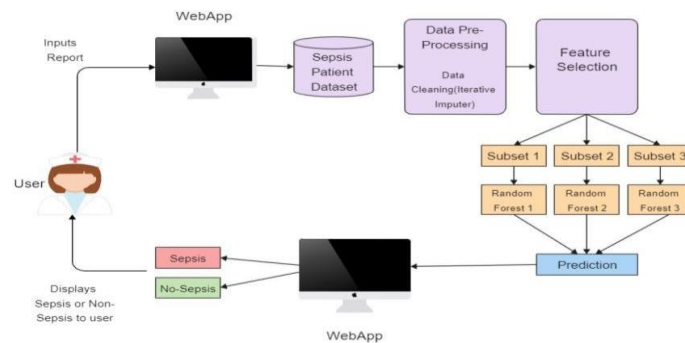 WebApp
Inputs
Report
Sepsis
Patient
Dataset
Data Pre-
Processing
Data
Cleaning(Iterative
Imputer)
Feature
Selection
Subset 1
Subset 2
Subset 3
Random
Forest 1
Random
Forest 2
Random
Forest 3
User
Prediction
Sepsis
No-Sepsis
Displays
Sepsis or Non-
Sepsis to user
WebApp